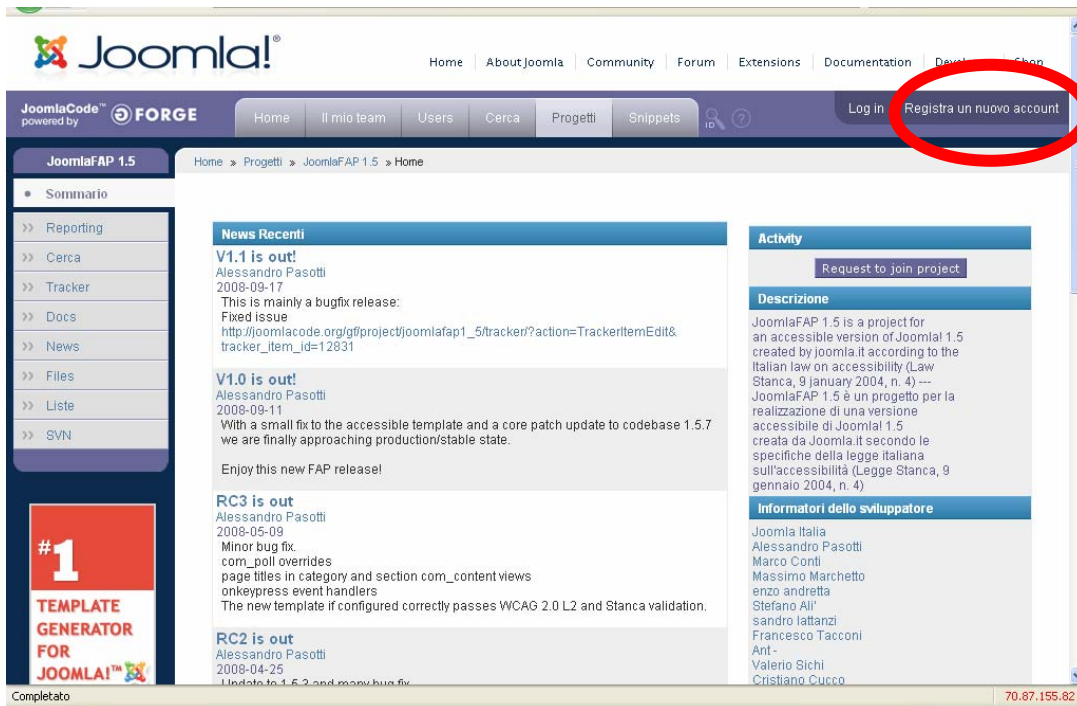 Joomla!®
Home About Joomla Community Forum Extensions Documentation Shop
JoomlaCode™
powered by
FORGE
Home Il mio team Users Cerca Progetti Snippets ID ?
Log in Registra un nuovo account
JoomlaFAP 1.5
Home » Progetti » JoomlaFAP 1.5 » Home
• Sommario
>> Reporting
>> Cerca
>> Tracker
>> Docs
>> News
>> Files
>> Liste
>> SVN
#1
TEMPLATE
GENERATOR
FOR
JOOMLA!™
News Recenti
V1.1 is out!
Alessandro Pasotti
2008-09-17
This is mainly a bugfix release:
Fixed issue
http://joomlacode.org/gf/project/joomlafap1_5/tracker/?action=TrackerItemEdit&
tracker_item_id=12831
V1.0 is out!
Alessandro Pasotti
2008-09-11
With a small fix to the accessible template and a core patch update to codebase 1.5.7
we are finally approaching production/stable state.
Enjoy this new FAP release!
RC3 is out
Alessandro Pasotti
2008-05-09
Minor bug fix.
com_poll overrides
page titles in category and section com_content views
onkeypress event handlers
The new template if configured correctly passes WCAG 2.0 L2 and Stanca validation.
RC2 is out
Alessandro Pasotti
2008-04-25
Update to 1.5.3 and many bug fix
Activity
Request to join project
Descrizione
JoomlaFAP 1.5 is a project for
an accessible version of Joomla! 1.5
created by joomla.it according to the
Italian law on accessibility (Law
Stanca, 9 january 2004, n. 4) ---
JoomlaFAP 1.5 è un progetto per la
realizzazione di una versione
accessibile di Joomla! 1.5
creata da Joomla.it secondo le
specifiche della legge italiana
sull'accessibilità (Legge Stanca, 9
gennaio 2004, n. 4)
Informatori dello sviluppatore
Joomla Italia
Alessandro Pasotti
Marco Conti
Massimo Marchetto
enzo andretta
Stefano Ali'
sandro lattanzi
Francesco Tacconi
Ant -
Valerio Sichi
Cristiano Cucco
Completato
70.87.155.82